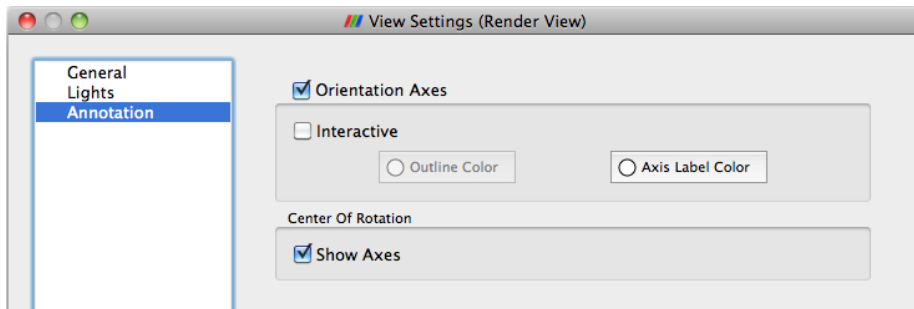 View Settings (Render View)
General
Lights
Annotation
Orientation Axes
Interactive
Outline Color
Axis Label Color
Center Of Rotation
Show Axes